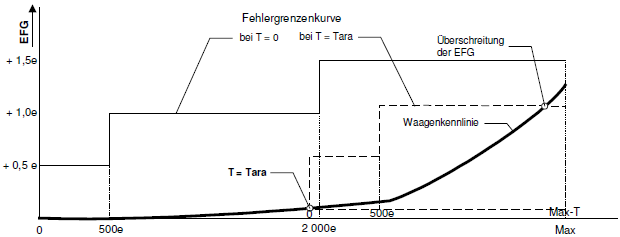 Fehlergrenzenkurve
bei T = 0 bei T = Tara
Überschreitung
der EFG
EFG
+ 1,5e
+ 1,0e
+ 0,5 e
Waagenkennlinie
T = Tara
0 500e Max-T
0 500e 2 000e Max